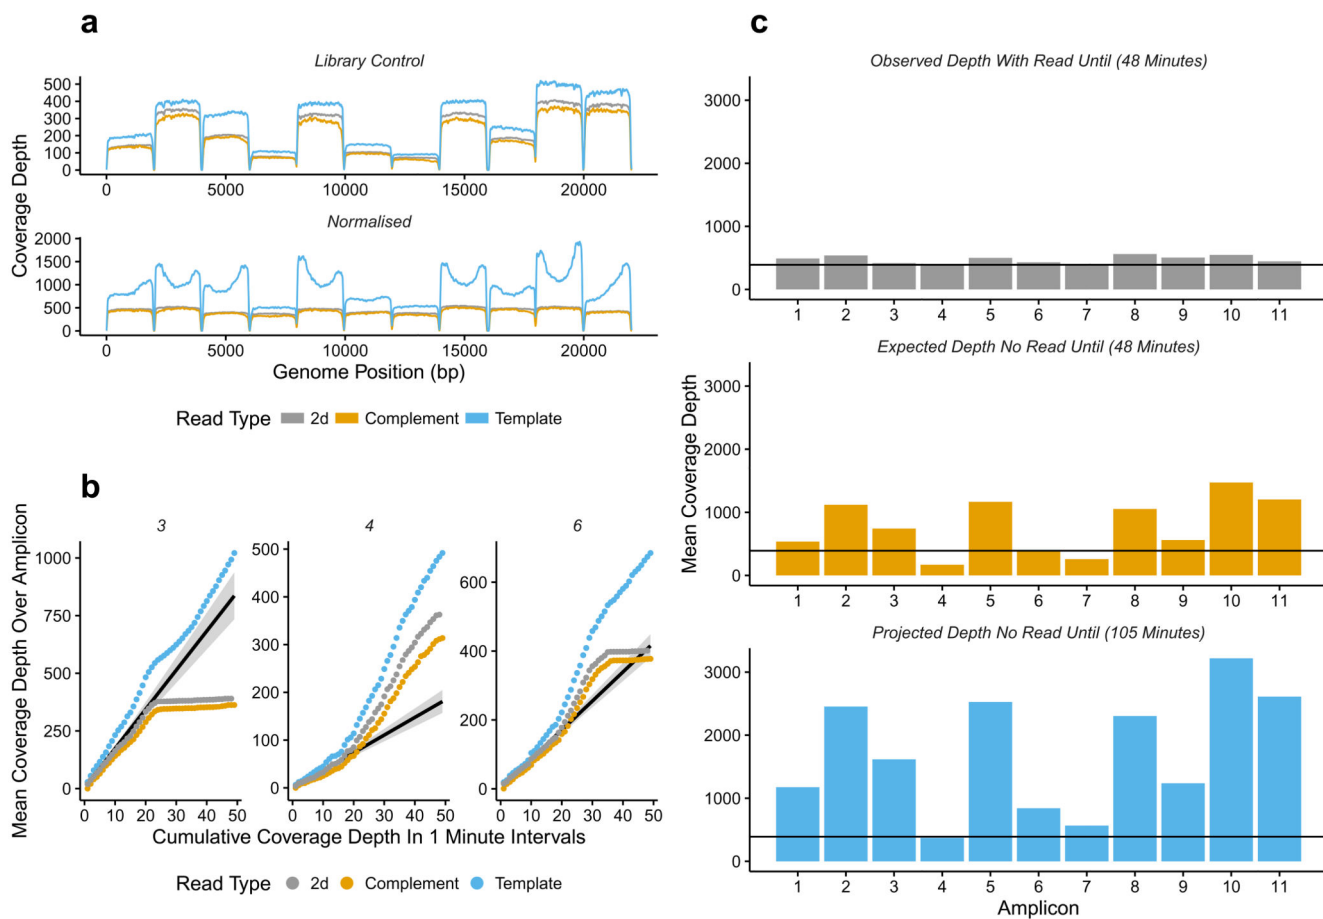 a
Library Control
500
400
300
200
100
0
0 5000 10000 15000 20000
Normalised
2000
1500
1000
500
0
0 5000 10000 15000 20000
Coverage Depth
Genome Position (bp)
Read Type 2d Complement Template
b
3 4 6
Mean Coverage Depth Over Amplicon
1000
750
500
250
0
0 10 20 30 40 50
500
400
300
200
100
0
0 10 20 30 40 50
600
400
200
0
0 10 20 30 40 50
Cumulative Coverage Depth In 1 Minute Intervals
Read Type 2d Complement Template
c
Observed Depth With Read Until (48 Minutes)
3000
2000
1000
0
1 2 3 4 5 6 7 8 9 10 11
Expected Depth No Read Until (48 Minutes)
3000
2000
1000
0
1 2 3 4 5 6 7 8 9 10 11
Mean Coverage Depth
Projected Depth No Read Until (105 Minutes)
3000
2000
1000
0
1 2 3 4 5 6 7 8 9 10 11
Amplicon